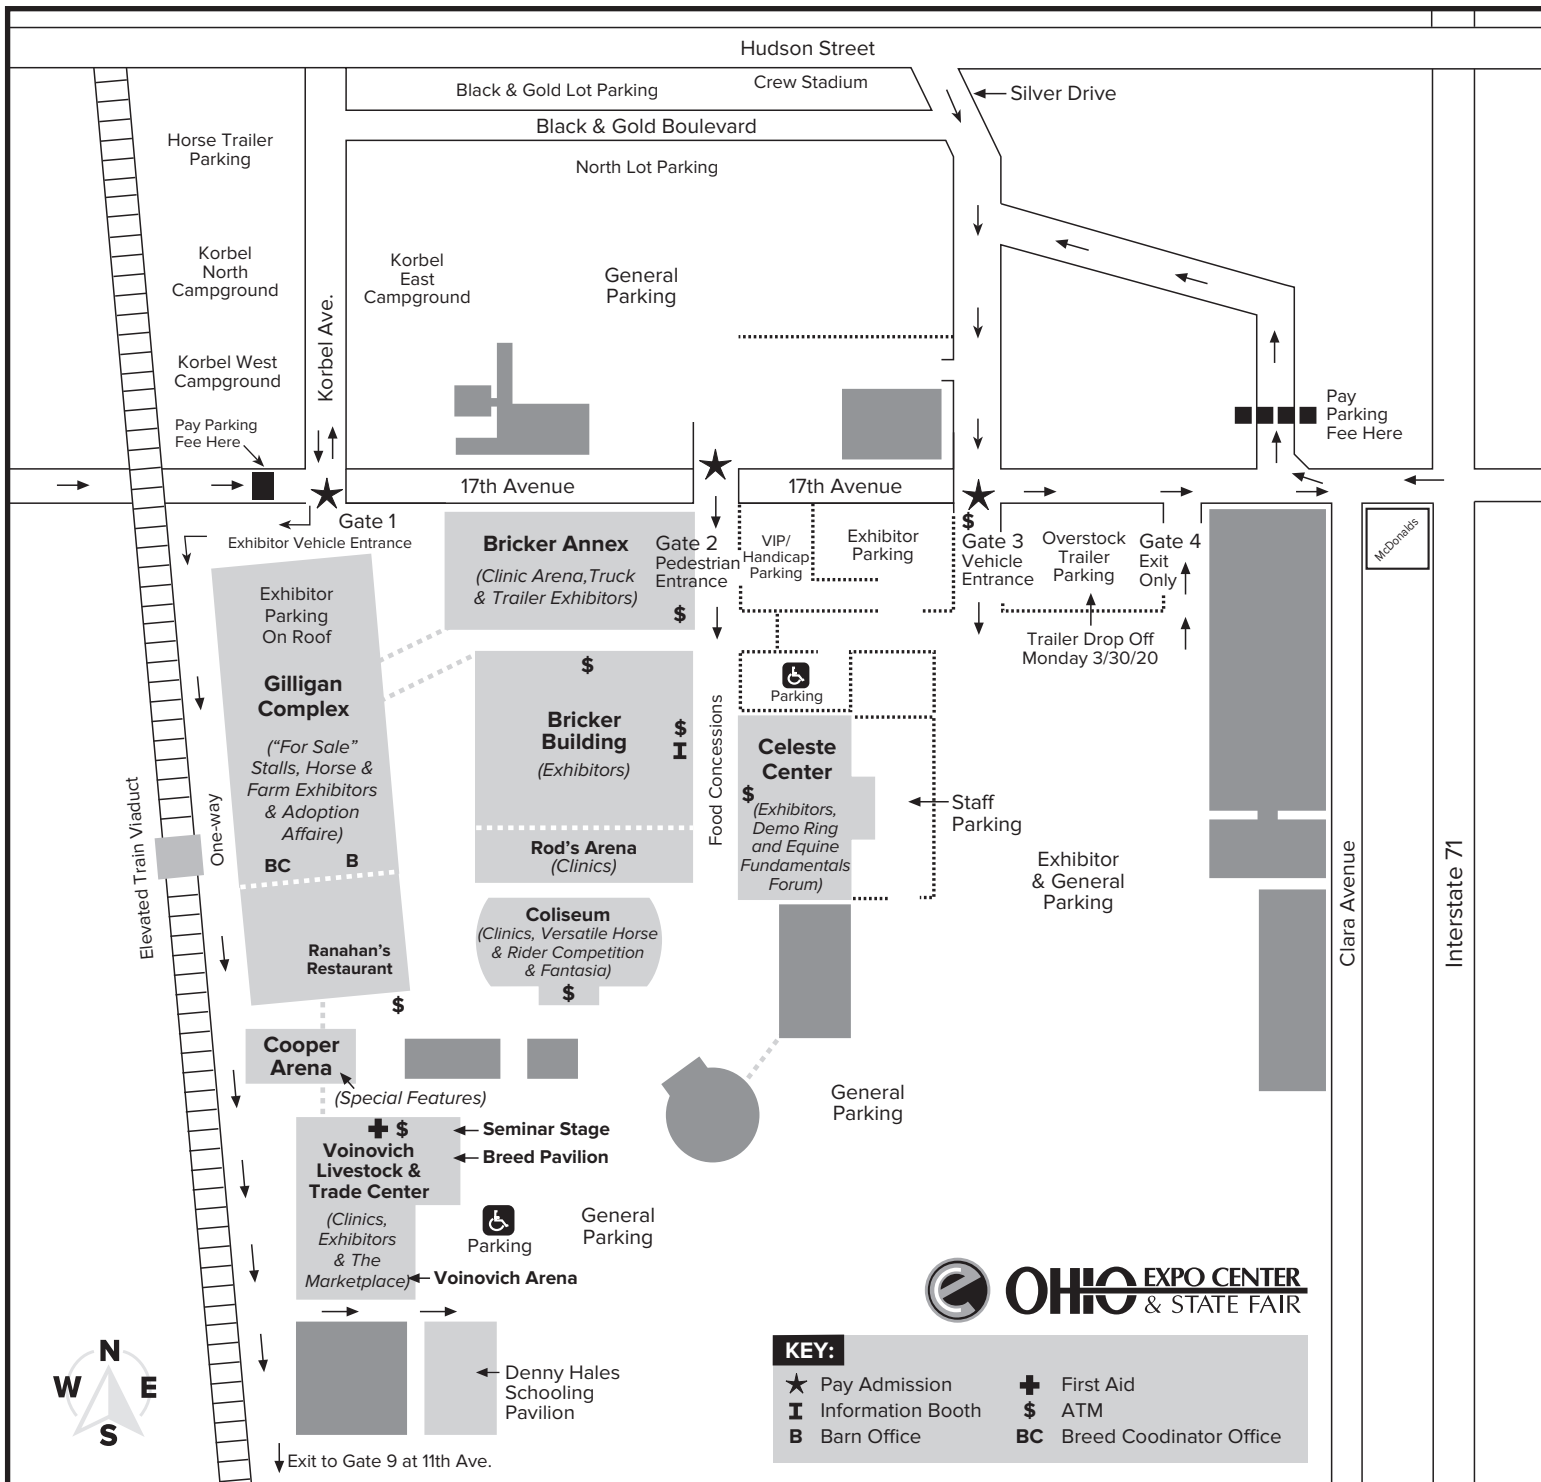 Hudson Street
Black & Gold Lot Parking
Crew Stadium
Silver Drive
Black & Gold Boulevard
Horse Trailer
Parking
North Lot Parking
Korbel
North
Campground
Korbel
East
Campground
General
Parking
Korbel Ave.
Korbel West
Campground
Pay Parking
Fee Here
Pay
Parking
Fee Here
17th Avenue
17th Avenue
Gate 1
Exhibitor Vehicle Entrance
Bricker Annex
(Clinic Arena,Truck
& Trailer Exhibitors)
$
Gate 2
Pedestrian
Entrance
VIP/
Handicap
Parking
Exhibitor
Parking
$
Gate 3
Vehicle
Entrance
Overstock
Trailer
Parking
Gate 4
Exit
Only
McDonalds
Trailer Drop Off
Monday 3/30/20
Exhibitor
Parking
On Roof
Gilligan
Complex
("For Sale"
Stalls, Horse &
Farm Exhibitors
& Adoption
Affaire)
BC
B
Ranahan's
Restaurant
$
$
Bricker
Building
(Exhibitors)
$
I
Rod's Arena
(Clinics)
Food Concessions
Parking
Celeste
Center
$
(Exhibitors,
Demo Ring
and Equine
Fundamentals
Forum)
Staff
Parking
Exhibitor
& General
Parking
Clara Avenue
Interstate 71
Elevated Train Viaduct
One-way
Coliseum
(Clinics, Versatile Horse
& Rider Competition
& Fantasia)
$
Cooper
Arena
(Special Features)
General
Parking
$
Seminar Stage
Breed Pavilion
Voinovich
Livestock &
Trade Center
(Clinics,
Exhibitors
& The
Marketplace)
Voinovich Arena
Parking
General
Parking
OHIO EXPO CENTER
& STATE FAIR
Denny Hales
Schooling
Pavilion
Exit to Gate 9 at 11th Ave.
N
W E
S
KEY:
Pay Admission
First Aid
I Information Booth
$ ATM
B Barn Office
BC Breed Coodinator Office